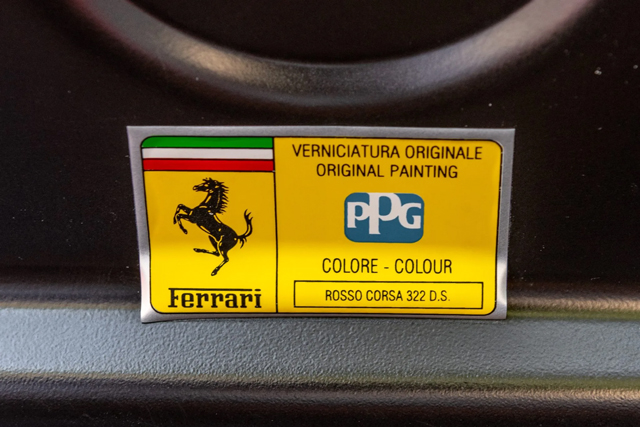 Ferrari
VERNICIATURA ORIGINALE
ORIGINAL PAINTING
PPG
COLORE - COLOUR
ROSSO CORSA 322 D.S.